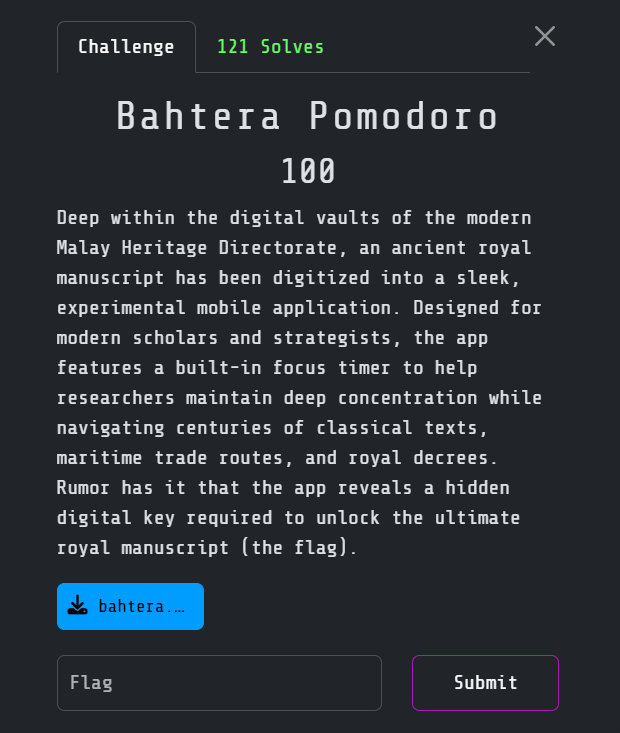 Challenge
121 Solves
Bahtera Pomodoro
100
Deep within the digital vaults of the modern
Malay Heritage Directorate, an ancient royal
manuscript has been digitized into a sleek,
experimental mobile application. Designed for
modern scholars and strategists, the app
features a built-in focus timer to help
researchers maintain deep concentration while
navigating centuries of classical texts,
maritime trade routes, and royal decrees.
Rumor has it that the app reveals a hidden
digital key required to unlock the ultimate
royal manuscript (the flag).
bahtera.…
Flag
Submit